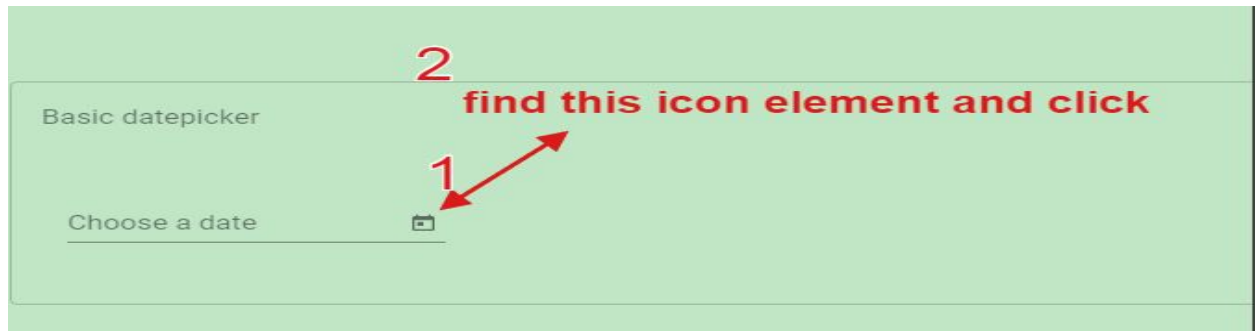 2
find this icon element and click
Basic datepicker
1
Choose a date